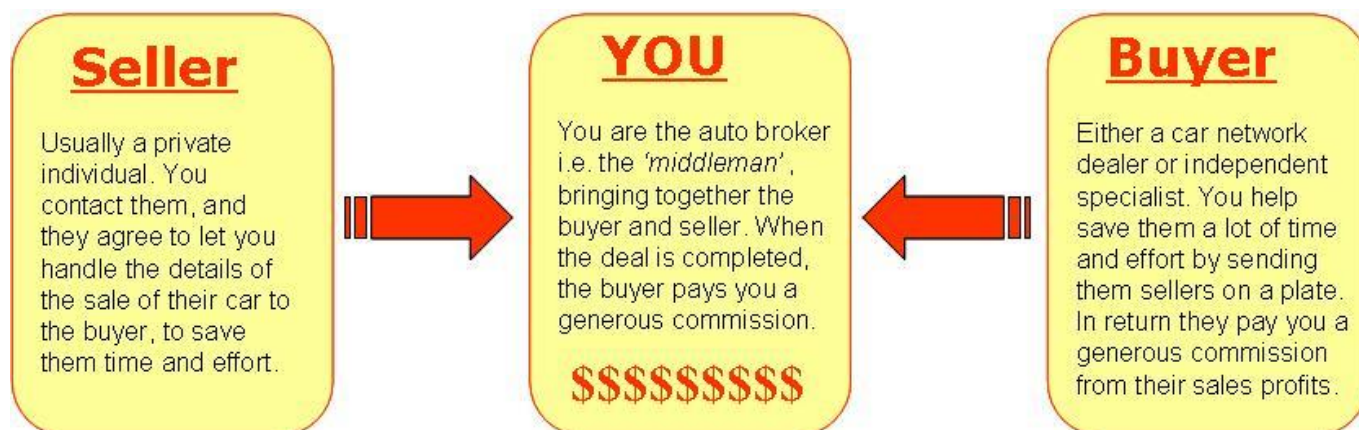 Seller
Usually a private
individual. You
contact them, and
they agree to let you
handle the details of
the sale of their car to
the buyer, to save
them time and effort.
YOU
You are the auto broker
i.e. the 'middleman',
bringing together the
buyer and seller. When
the deal is completed,
the buyer pays you a
generous commission.
$$$$$$$$$
Buyer
Either a car network
dealer or independent
specialist. You help
save them a lot of time
and effort by sending
them sellers on a plate.
In return they pay you a
generous commission
from their sales profits.